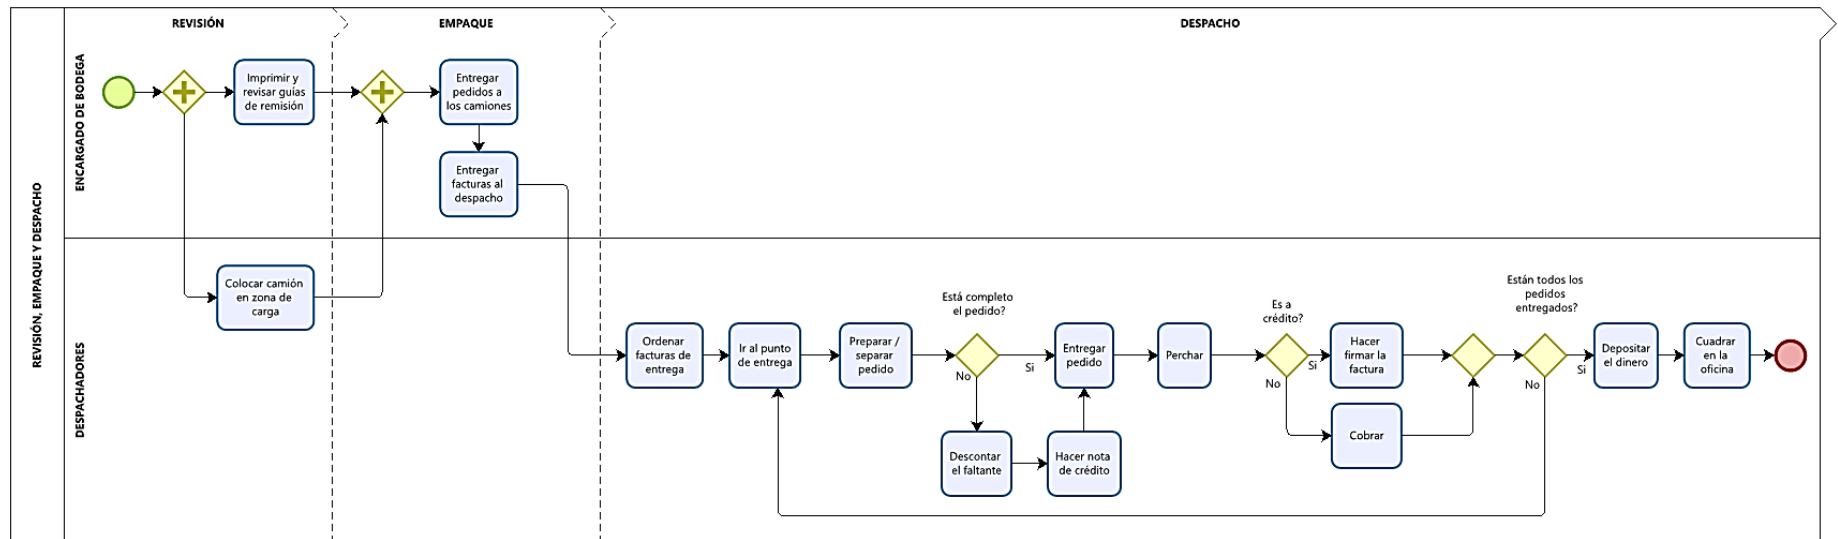 REVISIÓN
EMPAQUE
DESPACHO
REVISIÓN, EMPAQUE Y DESPACHO
ENCARGADO DE BODEGA
Imprimir y
revisar guías
de remisión
Entregar
pedidos a
los camiones
Entregar
facturas al
despacho
DESPACHADORES
Colocar camión
en zona de
carga
Ordenar
facturas de
entrega
Ir al punto
de entrega
Preparar /
separar
pedido
Está completo
el pedido?
Si
No
Descontar
el faltante
Hacer nota
de crédito
Entregar
pedido
Perchar
Es a
crédito?
Si
No
Hacer
firmar la
factura
Cobrar
Están todos los
pedidos
entregados?
Si
No
Depositar
el dinero
Cuadrar
en la
oficina